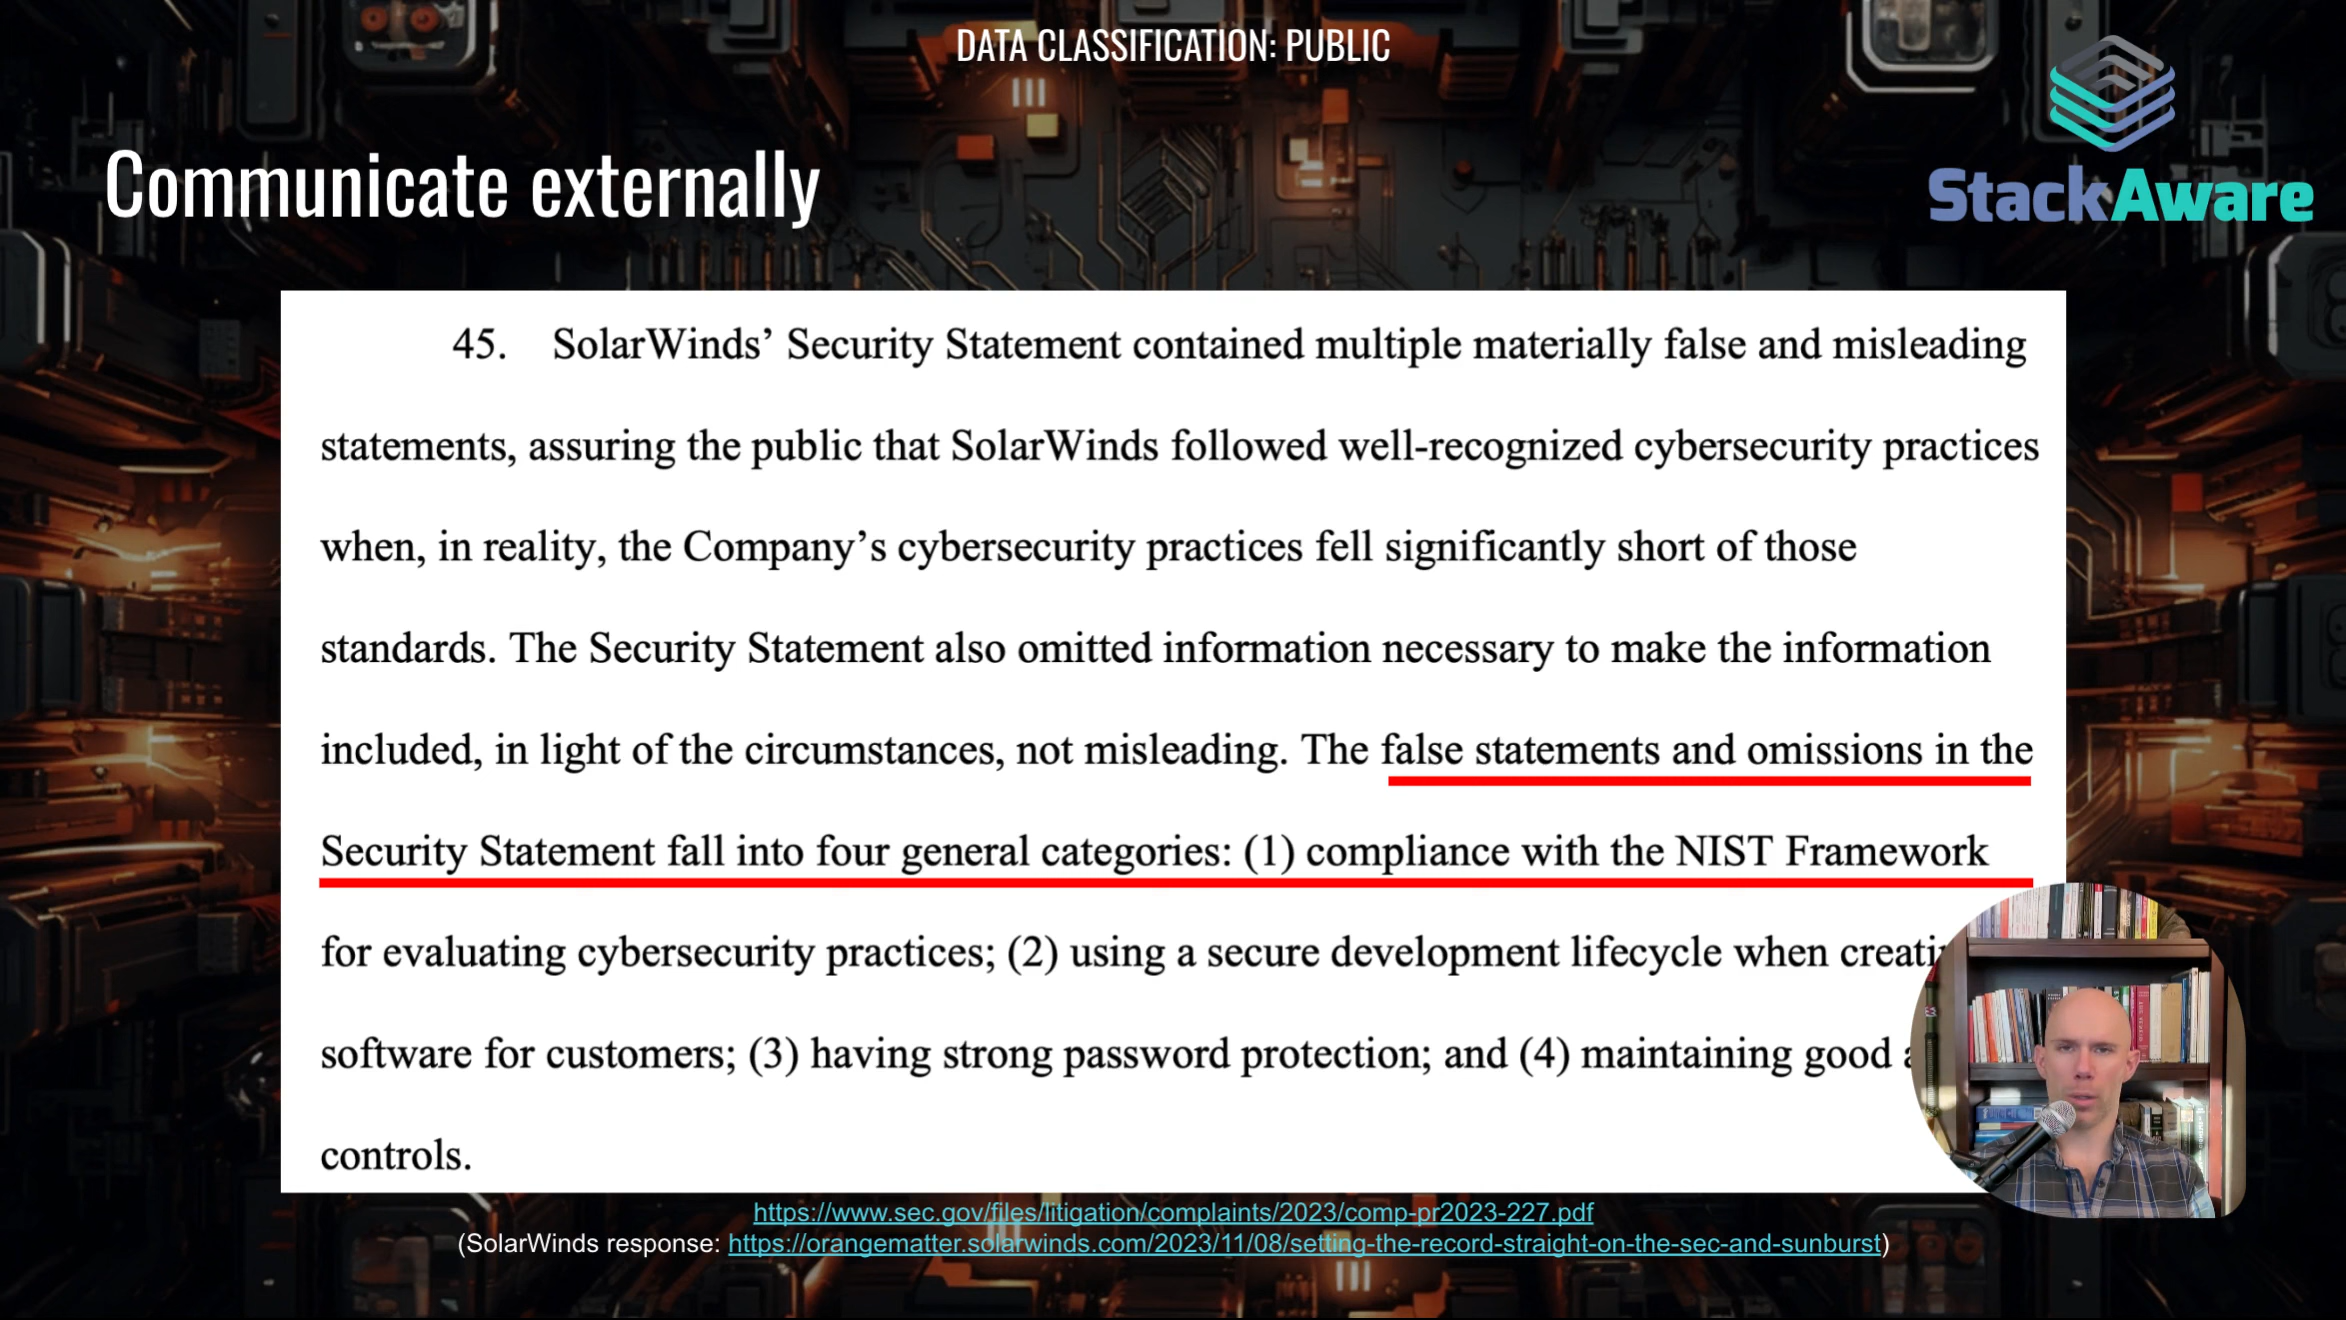 DATA CLASSIFICATION: PUBLIC
StackAware
Communicate externally
45. SolarWinds’ Security Statement contained multiple materially false and misleading
statements, assuring the public that SolarWinds followed well-recognized cybersecurity practices
when, in reality, the Company’s cybersecurity practices fell significantly short of those
standards. The Security Statement also omitted information necessary to make the information
included, in light of the circumstances, not misleading. The false statements and omissions in the
Security Statement fall into four general categories: (1) compliance with the NIST Framework
for evaluating cybersecurity practices; (2) using a secure development lifecycle when
software for customers; (3) having strong password protection; and (4) maintaining good
controls.
https://www.sec.gov/files/litigation/complaints/2023/comp-pr2023-227.pdf
(SolarWinds response: https://orangematter.solarwinds.com/2023/11/08/setting-the-record-straight-on-the-sec-and-sunburst)